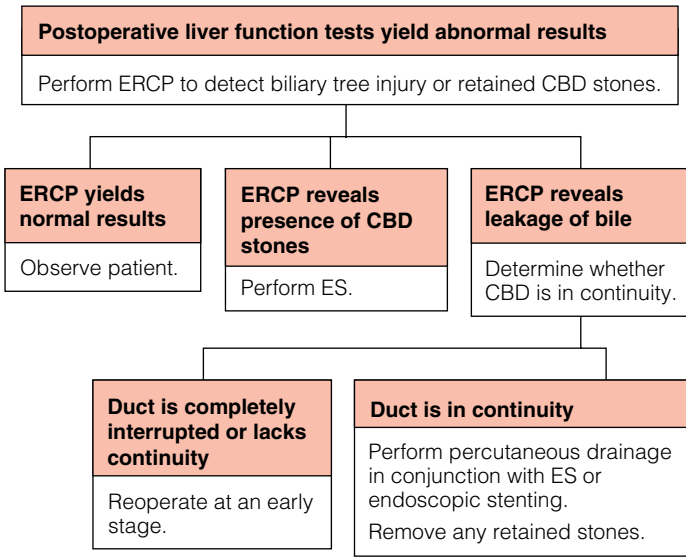 Postoperative liver function tests yield abnormal results
Perform ERCP to detect biliary tree injury or retained CBD stones.
ERCP yields
normal results
Observe patient.
ERCP reveals
presence of CBD
stones
Perform ES.
ERCP reveals
leakage of bile
Determine whether
CBD is in continuity.
Duct is completely
interrupted or lacks
continuity
Reoperate at an early
stage.
Duct is in continuity
Perform percutaneous drainage
in conjunction with ES or
endoscopic stenting.
Remove any retained stones.